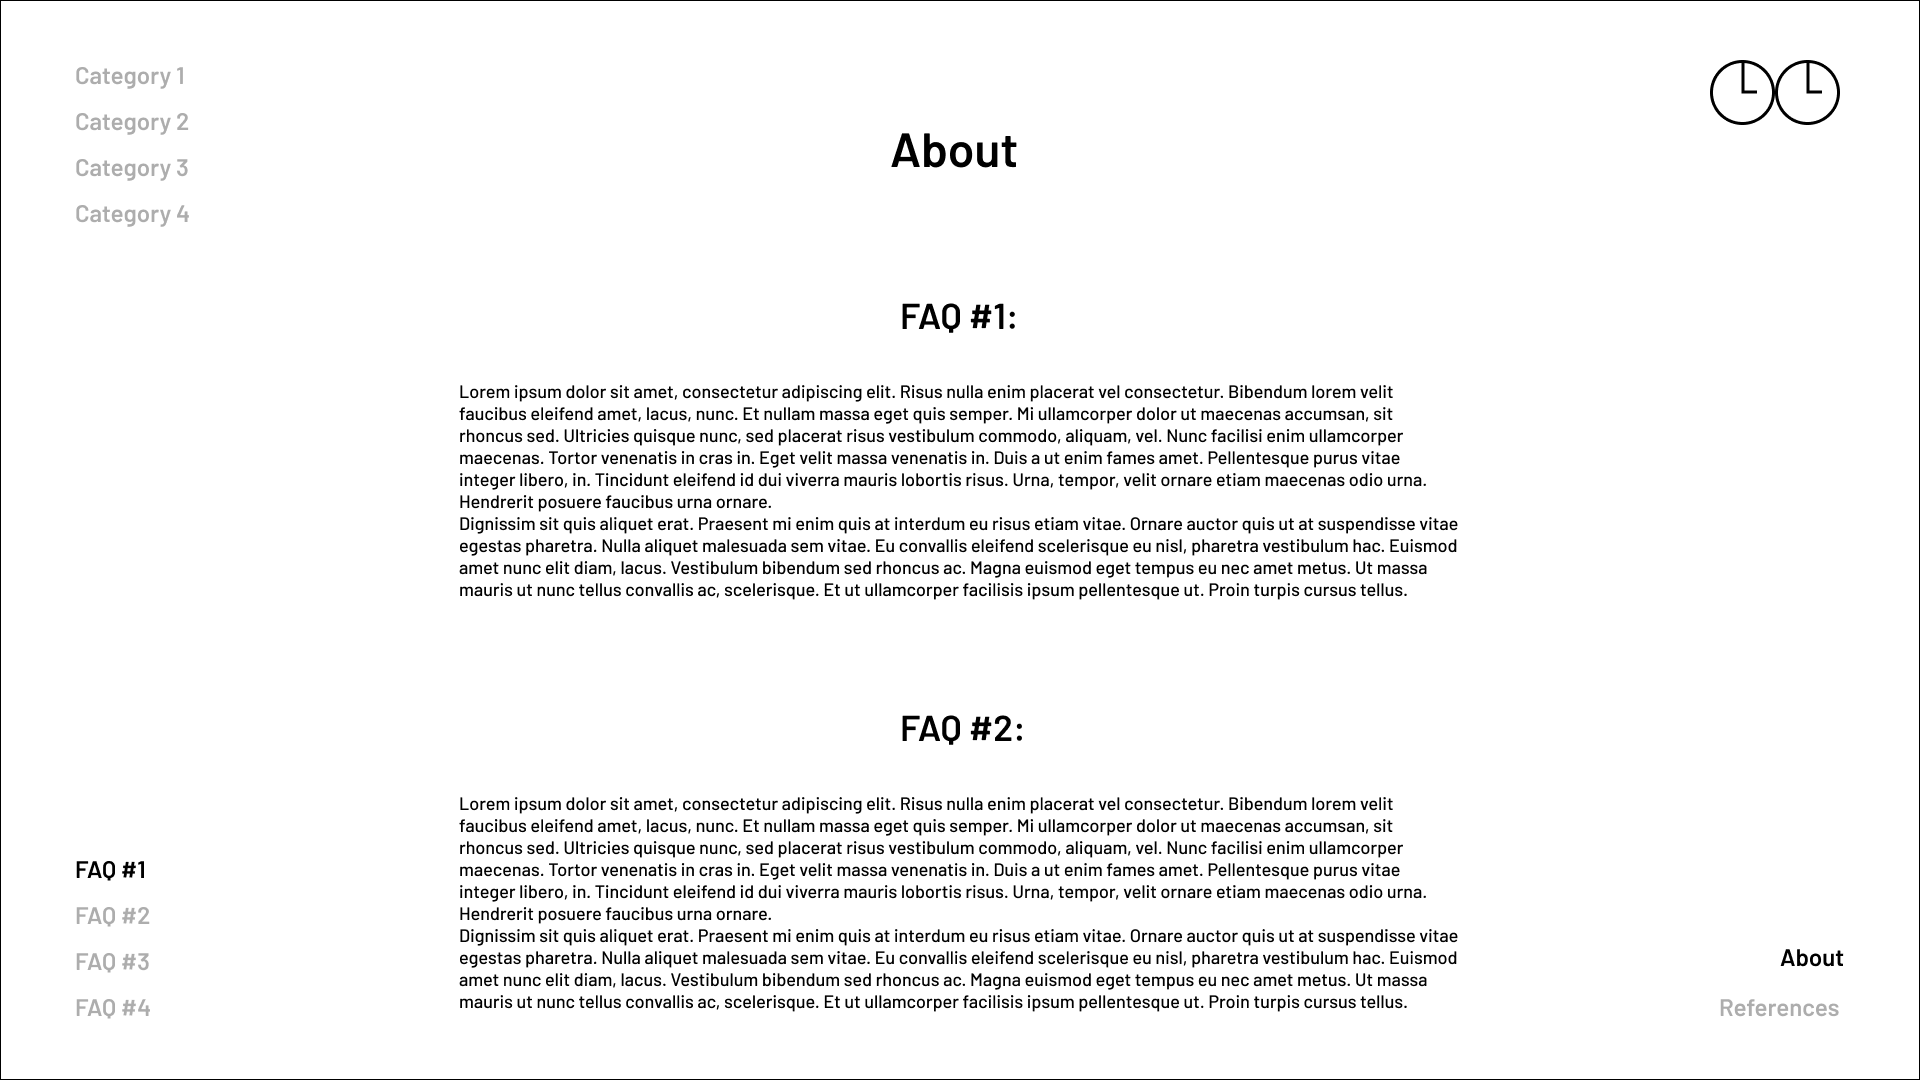 Category 1
Category 2
Category 3
Category 4
About
FAQ #1:
Lorem ipsum dolor sit amet, consectetur adipiscing elit. Risus nulla enim placerat vel consectetur. Bibendum lorem velit
faucibus eleifend amet, lacus, nunc. Et nullam massa eget quis semper. Mi ullamcorper dolor ut maecenas accumsan, sit
rhoncus sed. Ultricies quisque nunc, sed placerat risus vestibulum commodo, aliquam, vel. Nunc facilisi enim ullamcorper
maecenas. Tortor venenatis in cras in. Eget velit massa venenatis in. Duis a ut enim fames amet. Pellentesque purus vitae
integer libero, in. Tincidunt eleifend id dui viverra mauris lobortis risus. Urna, tempor, velit ornare etiam maecenas odio urna.
Hendrerit posuere faucibus urna ornare.
Dignissim sit quis aliquet erat. Praesent mi enim quis at interdum eu risus etiam vitae. Ornare auctor quis ut at suspendisse vitae
egestas pharetra. Nulla aliquet malesuada sem vitae. Eu convallis eleifend scelerisque eu nisl, pharetra vestibulum hac. Euismod
amet nunc elit diam, lacus. Vestibulum bibendum sed rhoncus ac. Magna euismod eget tempus eu nec amet metus. Ut massa
mauris ut nunc tellus convallis ac, scelerisque. Et ut ullamcorper facilisis ipsum pellentesque ut. Proin turpis cursus tellus.
FAQ #2:
Lorem ipsum dolor sit amet, consectetur adipiscing elit. Risus nulla enim placerat vel consectetur. Bibendum lorem velit
faucibus eleifend amet, lacus, nunc. Et nullam massa eget quis semper. Mi ullamcorper dolor ut maecenas accumsan, sit
rhoncus sed. Ultricies quisque nunc, sed placerat risus vestibulum commodo, aliquam, vel. Nunc facilisi enim ullamcorper
maecenas. Tortor venenatis in cras in. Eget velit massa venenatis in. Duis a ut enim fames amet. Pellentesque purus vitae
integer libero, in. Tincidunt eleifend id dui viverra mauris lobortis risus. Urna, tempor, velit ornare etiam maecenas odio urna.
Hendrerit posuere faucibus urna ornare.
Dignissim sit quis aliquet erat. Praesent mi enim quis at interdum eu risus etiam vitae. Ornare auctor quis ut at suspendisse vitae
egestas pharetra. Nulla aliquet malesuada sem vitae. Eu convallis eleifend scelerisque eu nisl, pharetra vestibulum hac. Euismod
amet nunc elit diam, lacus. Vestibulum bibendum sed rhoncus ac. Magna euismod eget tempus eu nec amet metus. Ut massa
mauris ut nunc tellus convallis ac, scelerisque. Et ut ullamcorper facilisis ipsum pellentesque ut. Proin turpis cursus tellus.
FAQ #1
FAQ #2
FAQ #3
FAQ #4
About
References